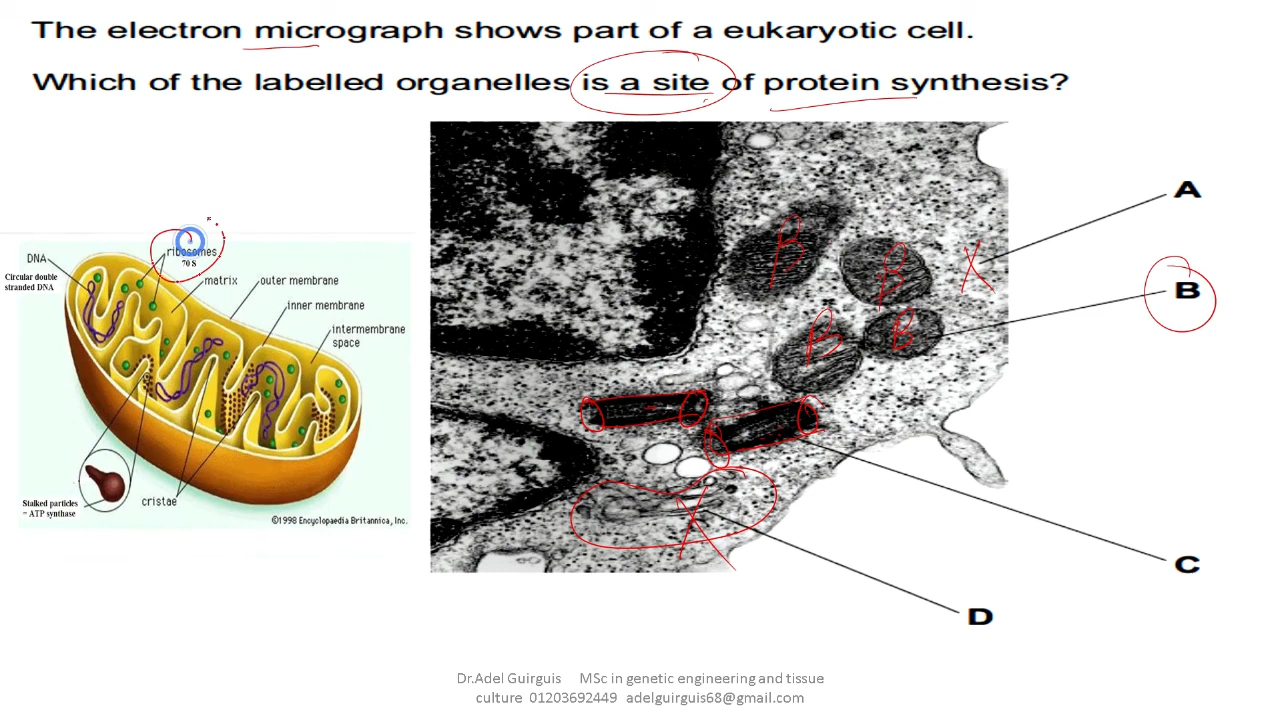 The electron micrograph shows part of a eukaryotic cell.
Which of the labelled organelles is a site of protein synthesis?
A
B
C
D
B
B
B
B
X
X
DNA
Circular double
stranded DNA
ribosomes
70 S
matrix
outer membrane
inner membrane
intermembrane
space
cristae
Stalked particles
= ATP synthase
©1998 Encyclopaedia Britannica, Inc.
Dr.Adel Guirguis MSc in genetic engineering and tissue
culture 01203692449 adelguirguis68@gmail.com